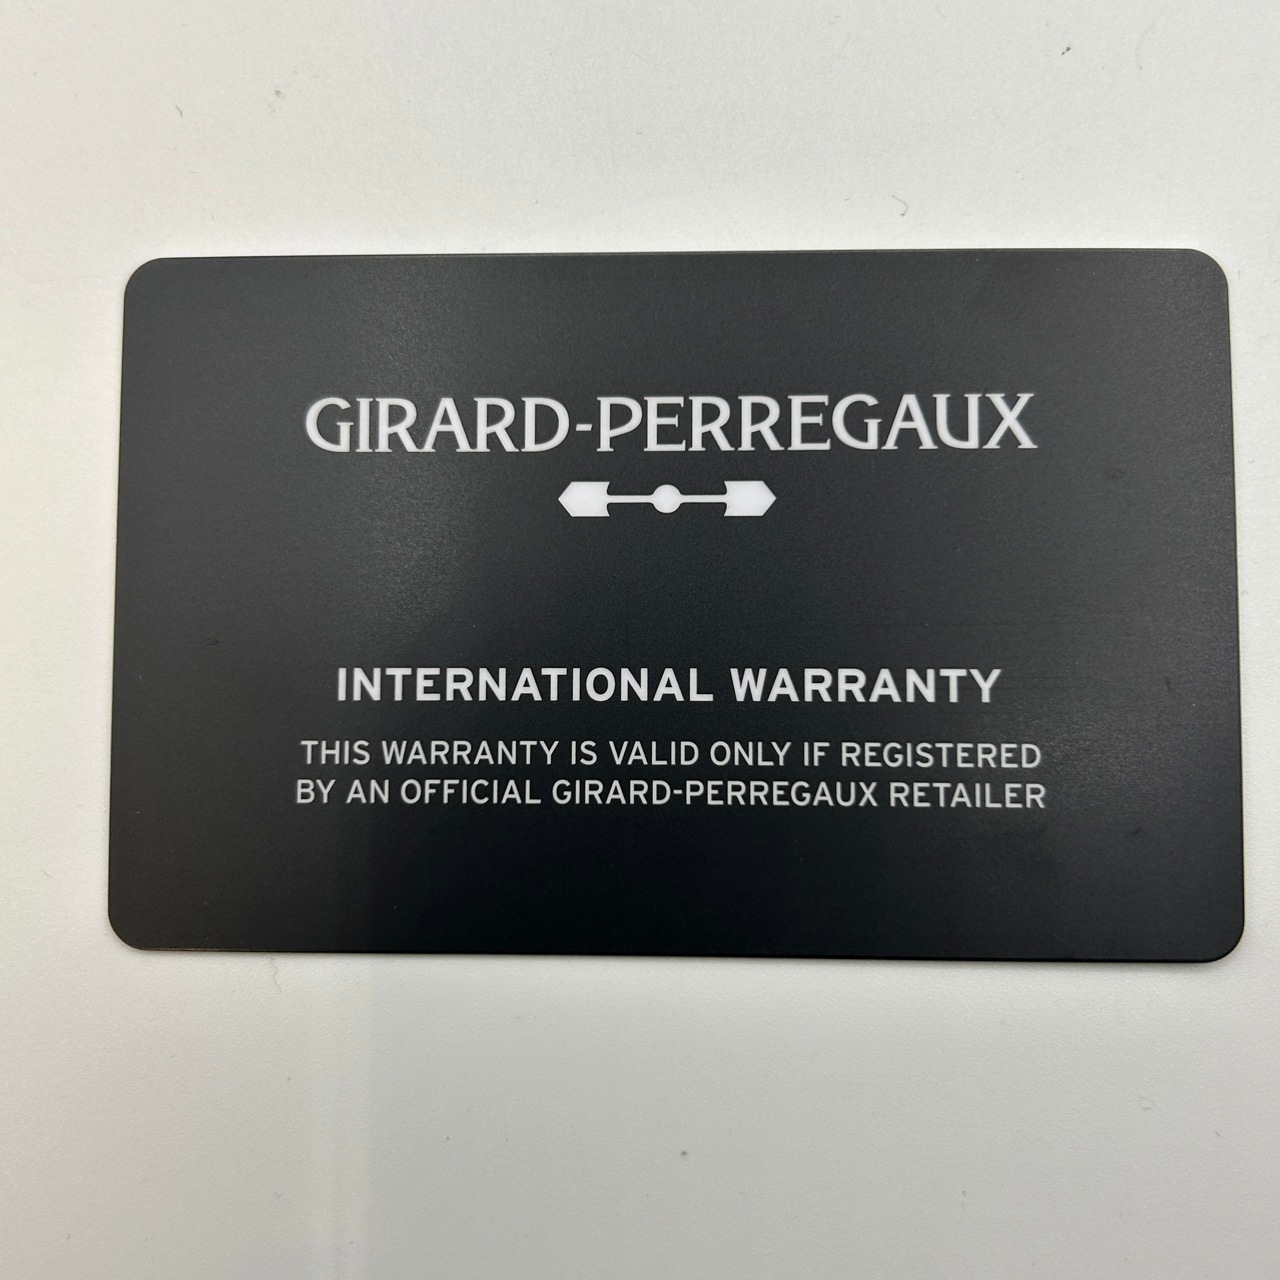 GIRARD-PERREGAUX
INTERNATIONAL WARRANTY
THIS WARRANTY IS VALID ONLY IF REGISTERED
BY AN OFFICIAL GIRARD-PERREGAUX RETAILER